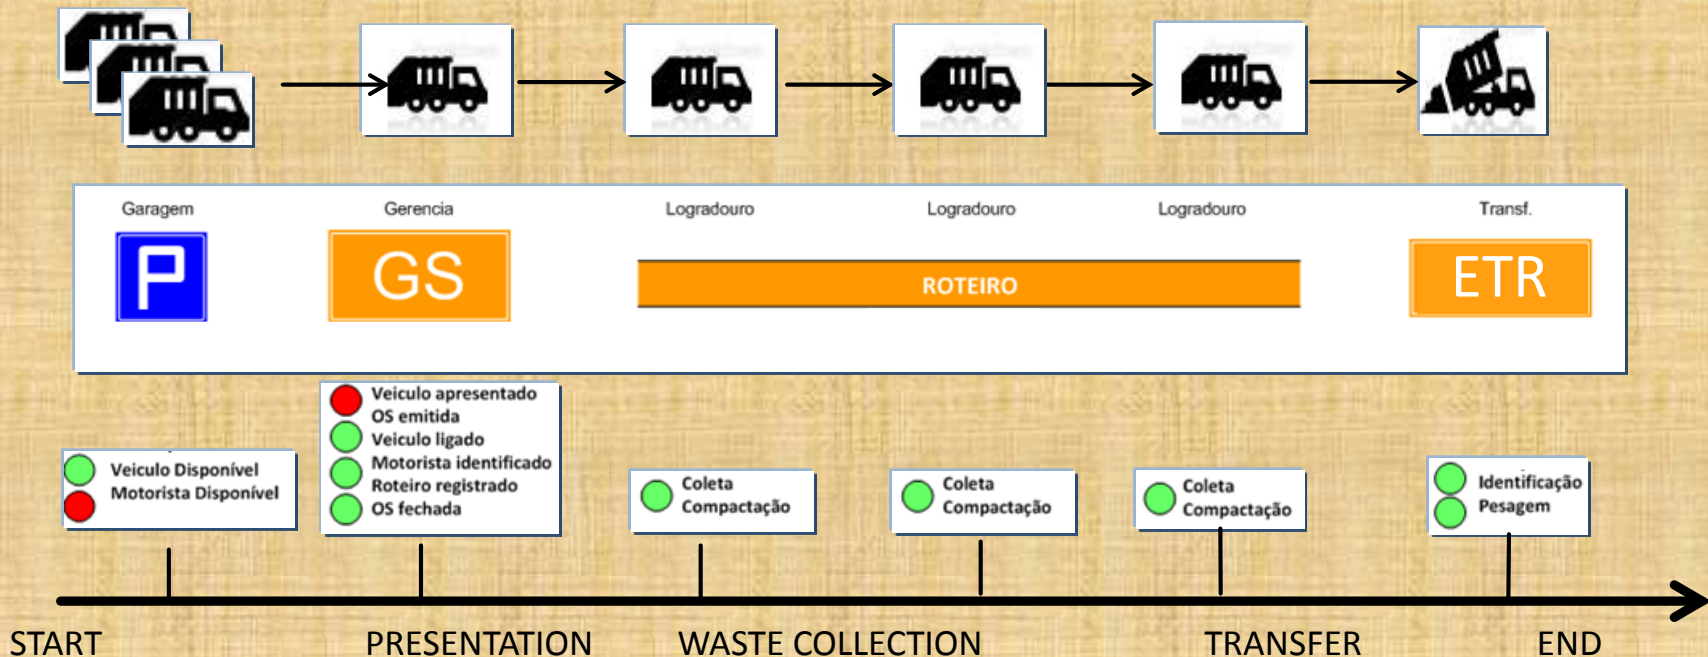 Garagem
Gerencia
Logradouro
Logradouro
Logradouro
Transf.
P
GS
ROTEIRO
ETR
Veiculo Disponível
Motorista Disponível
Veiculo apresentado
OS emitida
Veiculo ligado
Motorista identificado
Roteiro registrado
OS fechada
Coleta
Compactação
Coleta
Compactação
Coleta
Compactação
Identificação
Pesagem
START
PRESENTATION
WASTE COLLECTION
TRANSFER
END